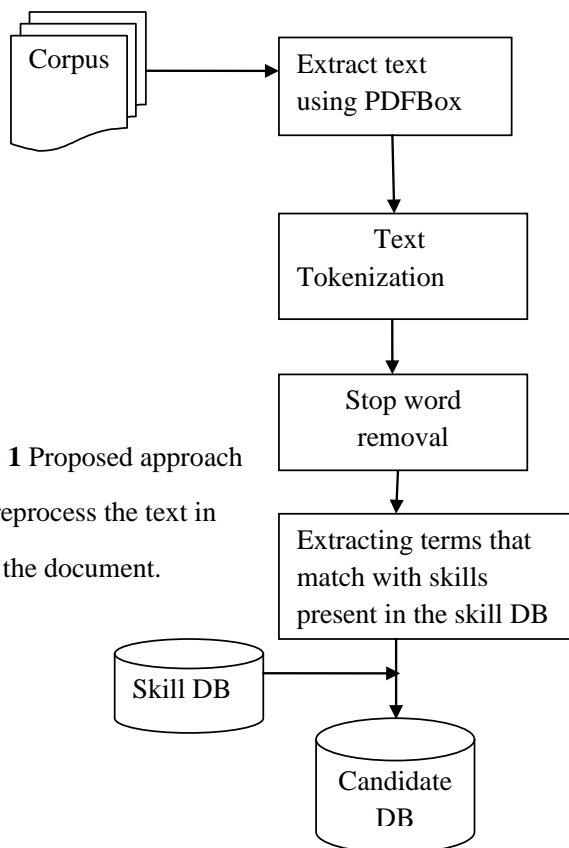 Corpus
Extract text
using PDFBox
Text
Tokenization
Stop word
removal
1 Proposed approach
reprocess the text in
the document.
Extracting terms that
match with skills
present in the skill DB
Skill DB
Candidate
DB